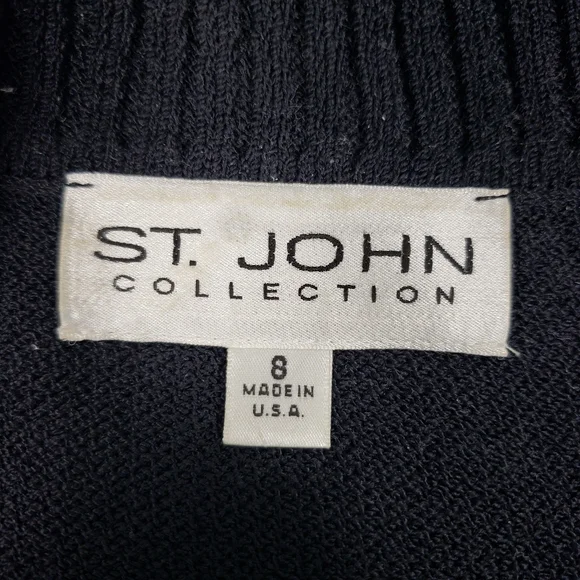 ST. JOHN
COLLECTION
8
MADE IN
U.S.A.